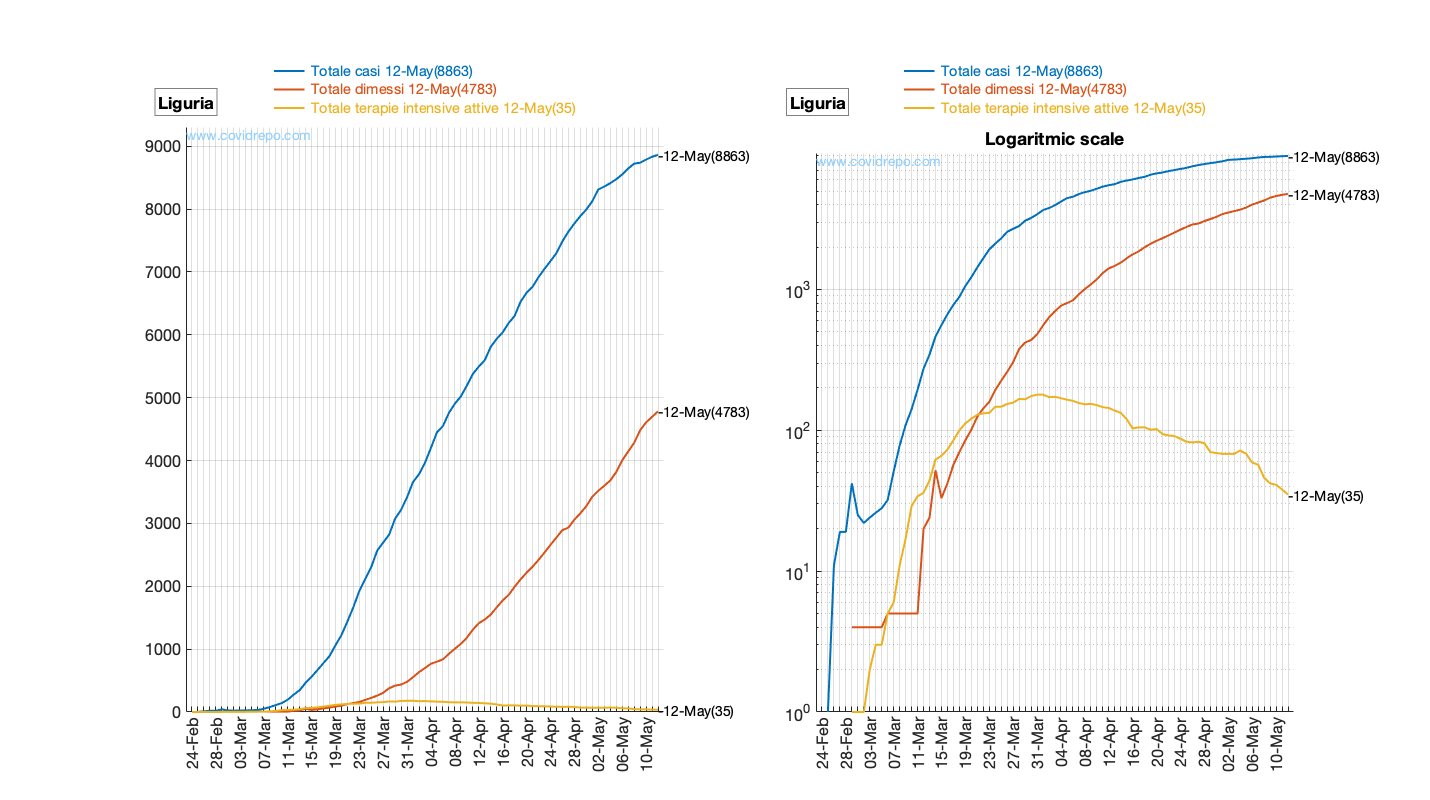 Totale casi 12-May(8863)
Totale dimessi 12-May(4783)
Totale terapie intensive attive 12-May(35)
Liguria
www.covidrepo.com
9000
8000
7000
6000
5000
4000
3000
2000
1000
0
12-May(8863)
12-May(4783)
12-May(35)
24-Feb
28-Feb
03-Mar
07-Mar
11-Mar
15-Mar
19-Mar
23-Mar
27-Mar
31-Mar
04-Apr
08-Apr
12-Apr
16-Apr
20-Apr
24-Apr
28-Apr
02-May
06-May
10-May
Totale casi 12-May(8863)
Totale dimessi 12-May(4783)
Totale terapie intensive attive 12-May(35)
Liguria
Logaritmic scale
www.covidrepo.com
10³
10²
10¹
10⁰
12-May(8863)
12-May(4783)
12-May(35)
24-Feb
28-Feb
03-Mar
07-Mar
11-Mar
15-Mar
19-Mar
23-Mar
27-Mar
31-Mar
04-Apr
08-Apr
12-Apr
16-Apr
20-Apr
24-Apr
28-Apr
02-May
06-May
10-May